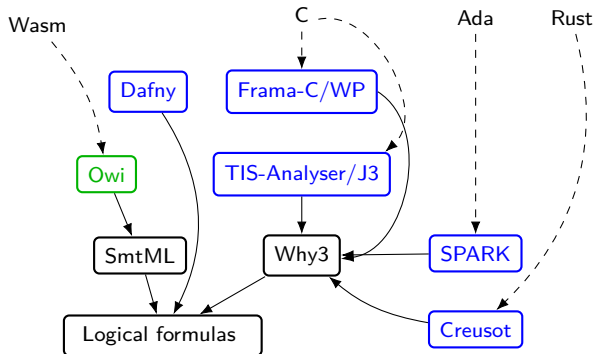 Wasm
C
Ada
Rust
Dafny
Frama-C/WP
Owi
TIS-Analyser/J3
SmtML
Why3
SPARK
Logical formulas
Creusot